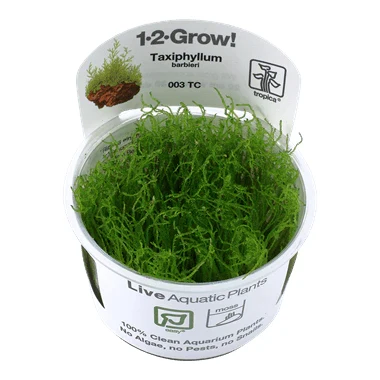 1·2·Grow!
Taxiphyllum
barbieri
003 TC
tropica®
Live Aquatic Plants
easy
moss
100% Clean Aquarium Plants.
No Algae, no Pests, no Snails.